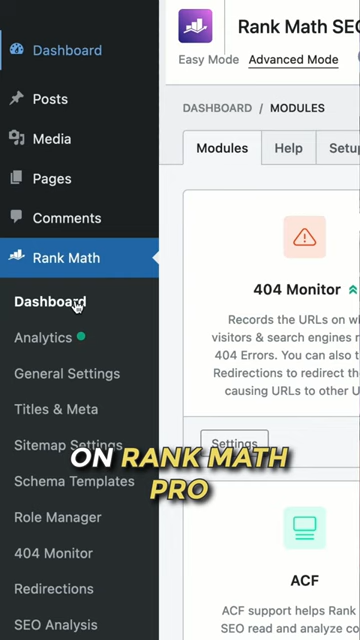 Dashboard
Posts
Media
Pages
Comments
Rank Math
Dashboard
Analytics
General Settings
Titles & Meta
Sitemap Settings
Schema Templates
Role Manager
404 Monitor
Redirections
SEO Analysis
Rank Math SEO
Easy Mode
Advanced Mode
DASHBOARD / MODULES
Modules
Help
Setup
404 Monitor
Records the URLs on
visitors & search engines
404 Errors. You can also
Redirections to redirect the
causing URLs to other U
Settings
ON RANK MATH
PRO
ACF
ACF support helps Rank
SEO read and analyze co